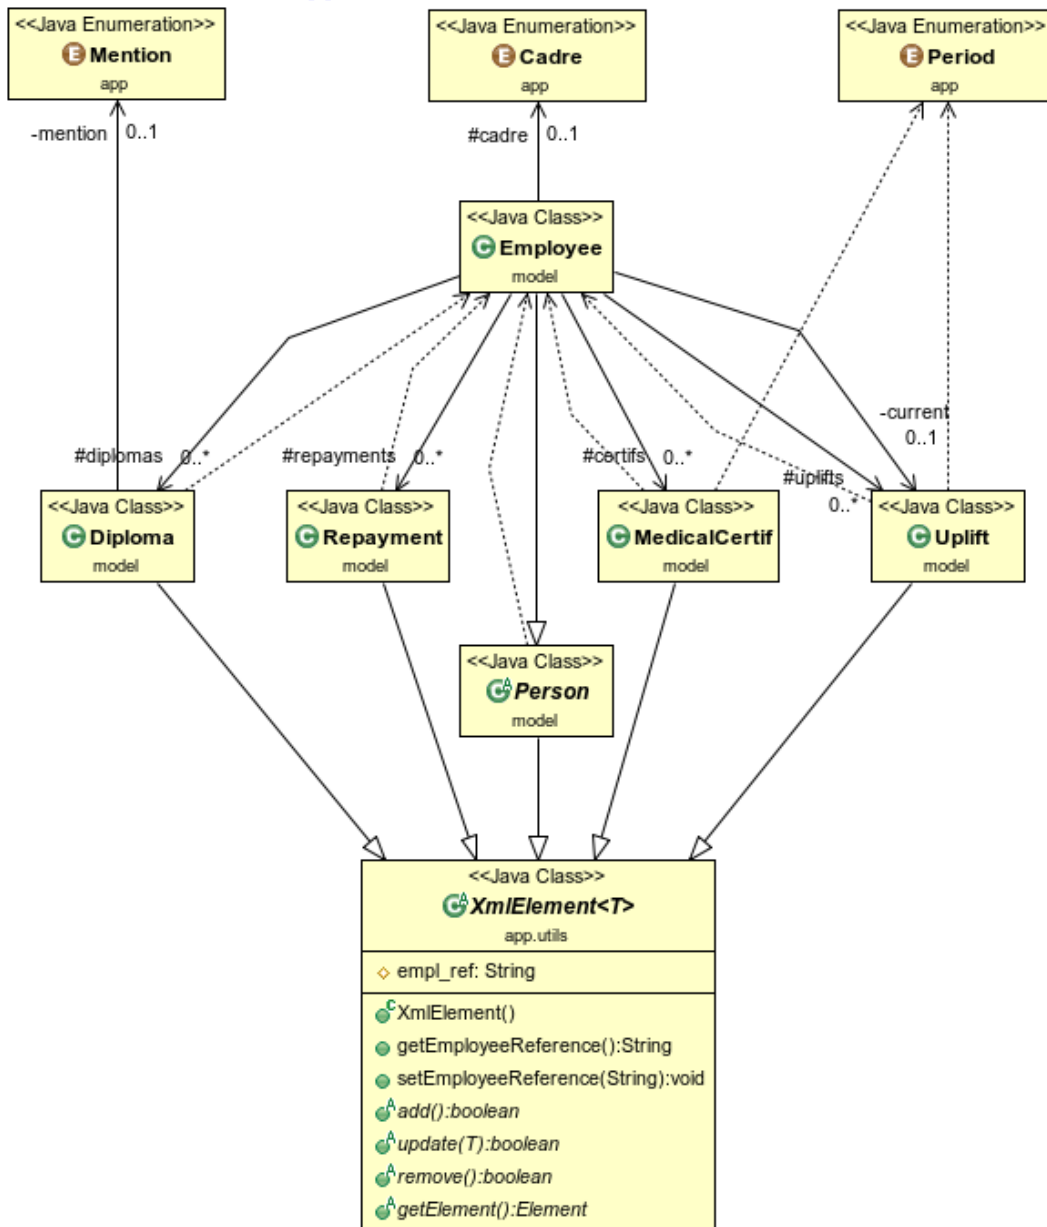 <<Java Enumeration>>
Mention
app
<<Java Enumeration>>
Cadre
app
<<Java Enumeration>>
Period
app
-mention
0..1
#cadre
0..1
<<Java Class>>
Employee
model
-current
0..1
#diplomas
0..*
#repayments
0..*
#certifs
0..*
#uplifts
0..*
<<Java Class>>
Diploma
model
<<Java Class>>
Repayment
model
<<Java Class>>
MedicalCertif
model
<<Java Class>>
Uplift
model
<<Java Class>>
Person
model
<<Java Class>>
XmlElement<T>
app.utils
empl_ref: String
XmlElement()
getEmployeeReference():String
setEmployeeReference(String):void
add():boolean
update(T):boolean
remove():boolean
getElement():Element